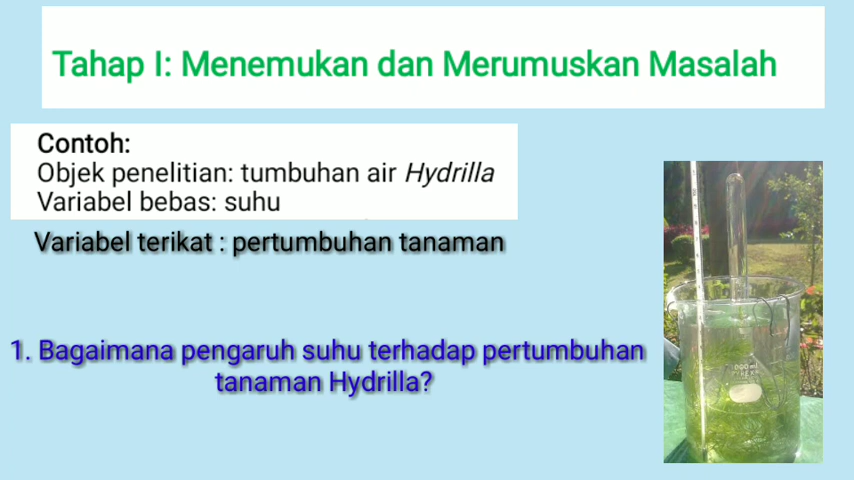 Tahap I: Menemukan dan Merumuskan Masalah
Contoh:
Objek penelitian: tumbuhan air Hydrilla
Variabel bebas: suhu
Variabel terikat : pertumbuhan tanaman
1. Bagaimana pengaruh suhu terhadap pertumbuhan
tanaman Hydrilla?